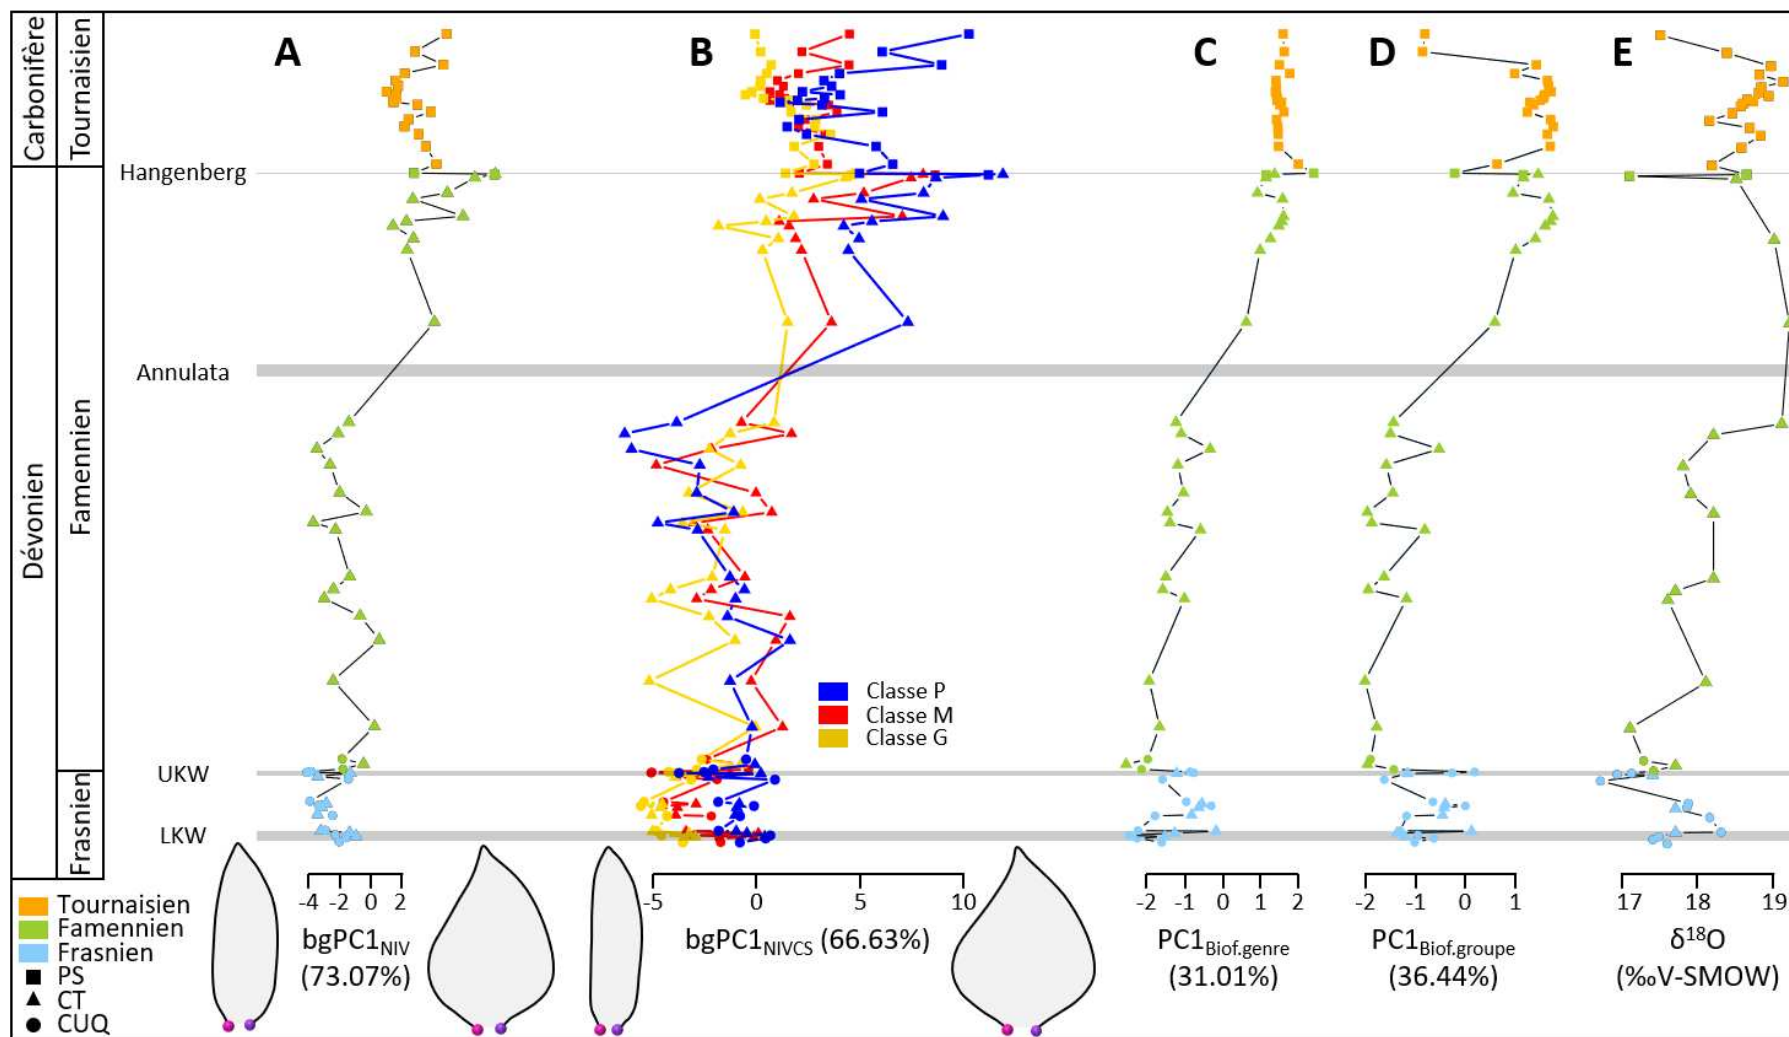 Carbonifère
Tournaisien
A
B
C
D
E
Hangenberg
Annulata
Dévonien
Famennien
Classe P
Classe M
Classe G
UKW
Frasnien
LKW
-4 -2 0 2
-5 0 5 10
-2 -1 0 1 2
-2 -1 0 1
17 18 19
Tournaisien
Famennien
Frasnien
PS
CT
CUQ
bgPC1NIV
(73.07%)
bgPC1NIVCS (66.63%)
PC1Biof.genre
(31.01%)
PC1Biof.groupe
(36.44%)
δ18O
(‰V-SMOW)